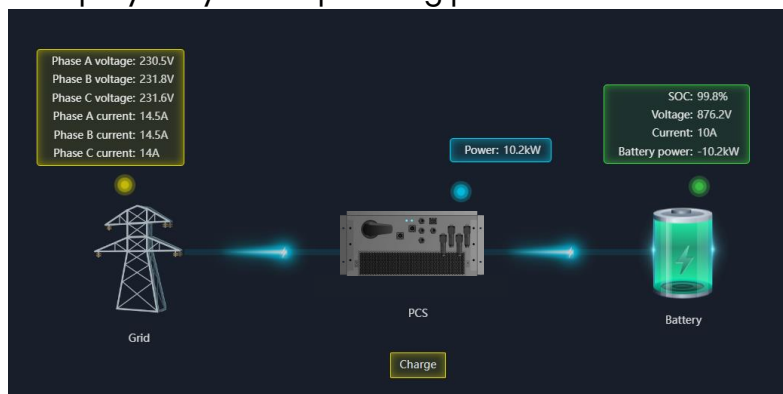 Phase A voltage: 230.5V
Phase B voltage: 231.8V
Phase C voltage: 231.6V
Phase A current: 14.5A
Phase B current: 14.5A
Phase C current: 14A
Power: 10.2kW
SOC: 99.8%
Voltage: 876.2V
Current: 10A
Battery power: -10.2kW
Grid
PCS
Battery
Charge